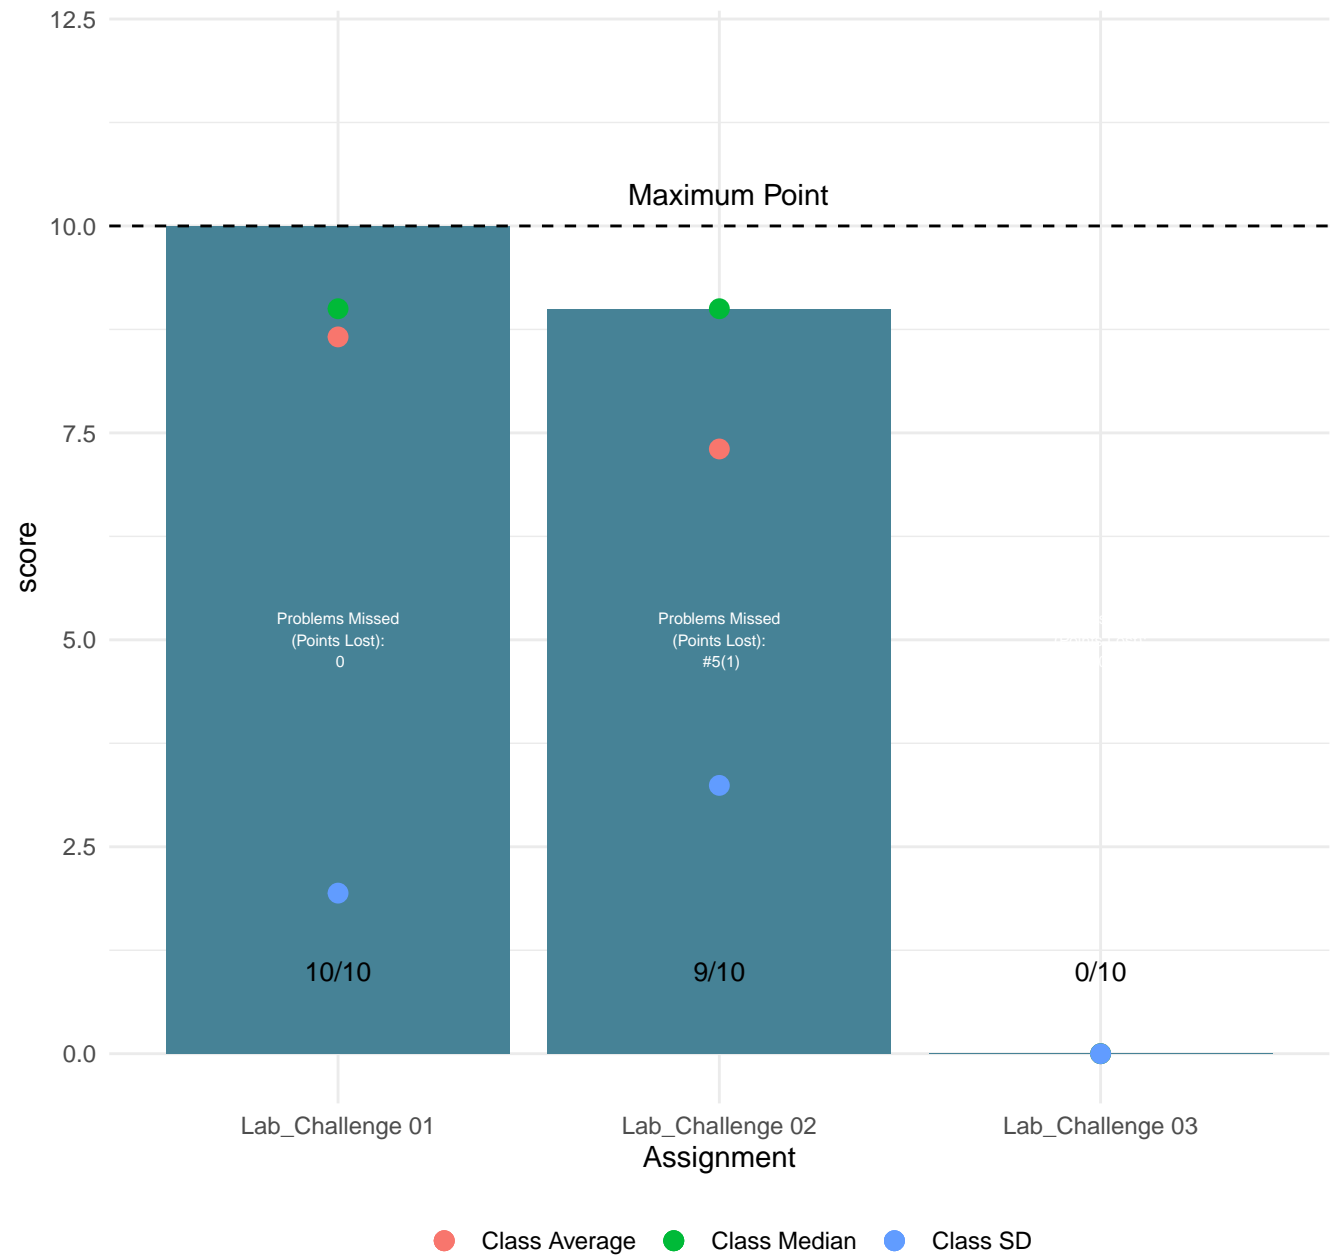 12.5
Maximum Point
10.0
7.5
score
Problems Missed
(Points Lost):
0
Problems Missed
(Points Lost):
#5(1)
5.0
2.5
10/10
9/10
0/10
0.0
Lab_Challenge 01
Lab_Challenge 02
Lab_Challenge 03
Assignment
Class Average
Class Median
Class SD